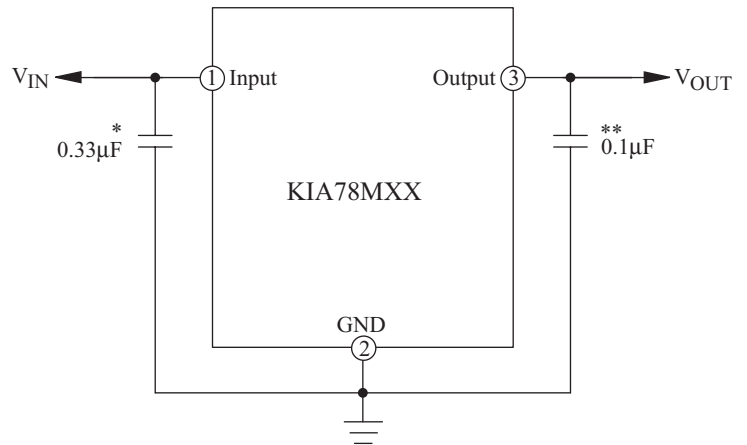 V_IN
1 Input
Output 3
V_OUT
*
0.33μF
**
0.1μF
KIA78MXX
GND
2